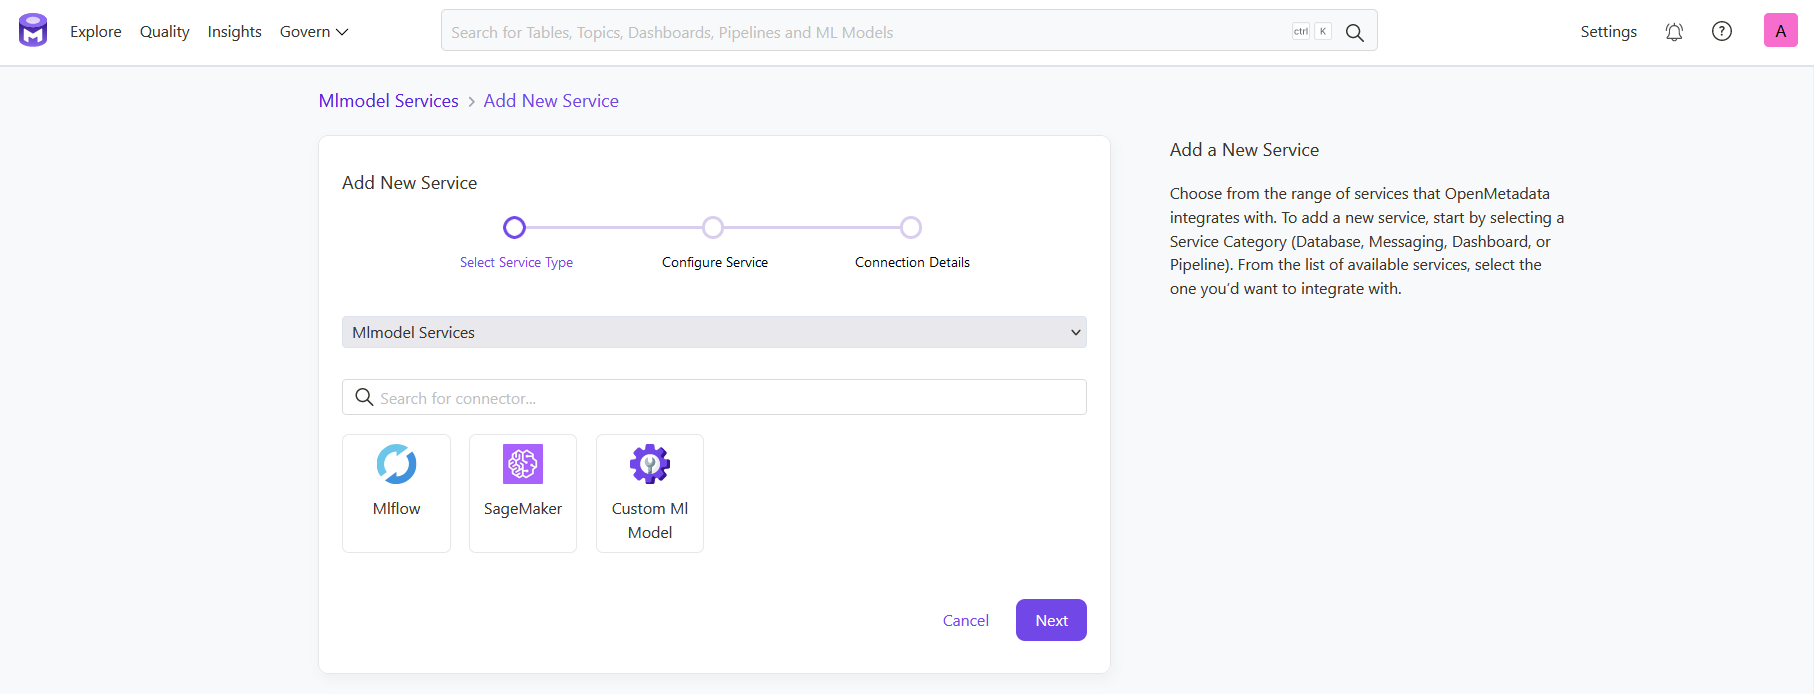 Explore Quality Insights Govern
Search for Tables, Topics, Dashboards, Pipelines and ML Models
ctrl K
Settings
?
A
Mlmodel Services > Add New Service
Add New Service
Select Service Type
Configure Service
Connection Details
Mlmodel Services
Search for connector...
Mlflow
SageMaker
Custom Ml
Model
Cancel
Next
Add a New Service
Choose from the range of services that OpenMetadata
integrates with. To add a new service, start by selecting a
Service Category (Database, Messaging, Dashboard, or
Pipeline). From the list of available services, select the
one you'd want to integrate with.